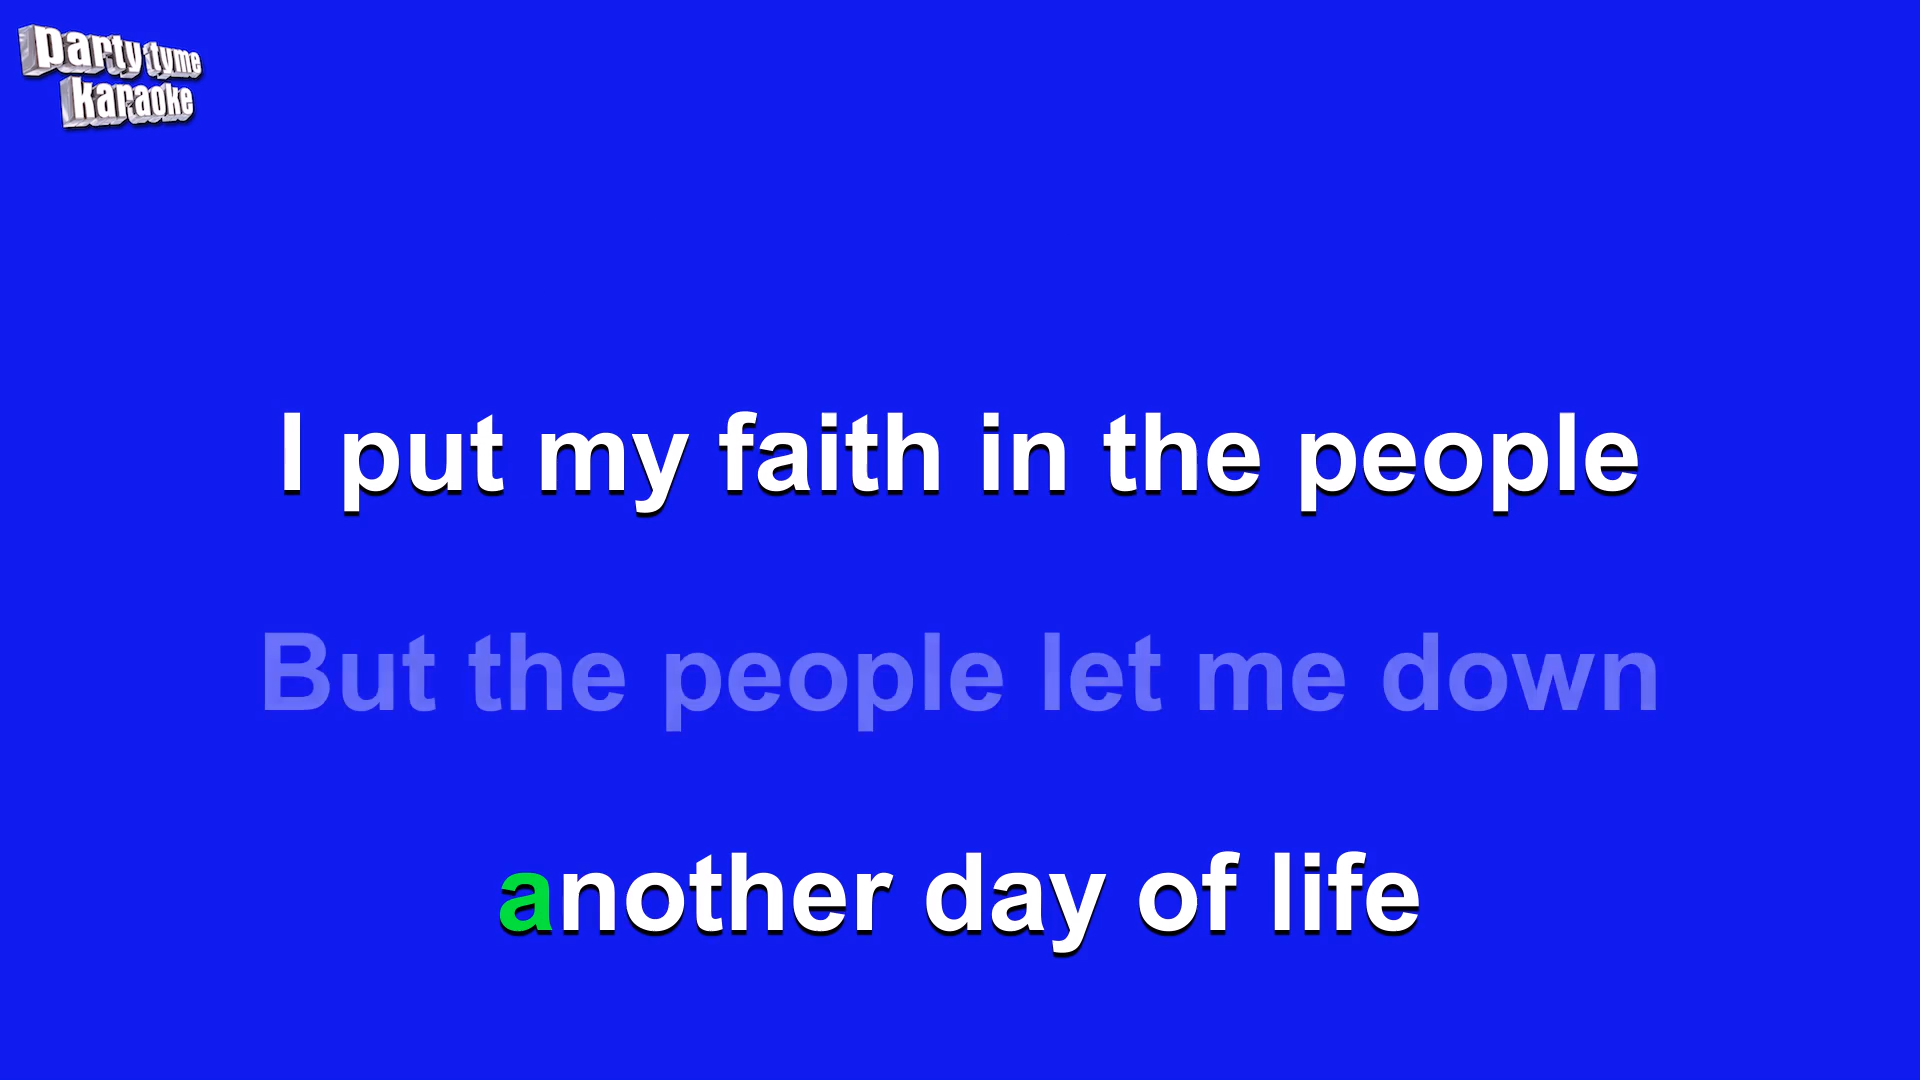 party tyme
karaoke
I put my faith in the people
But the people let me down
another day of life